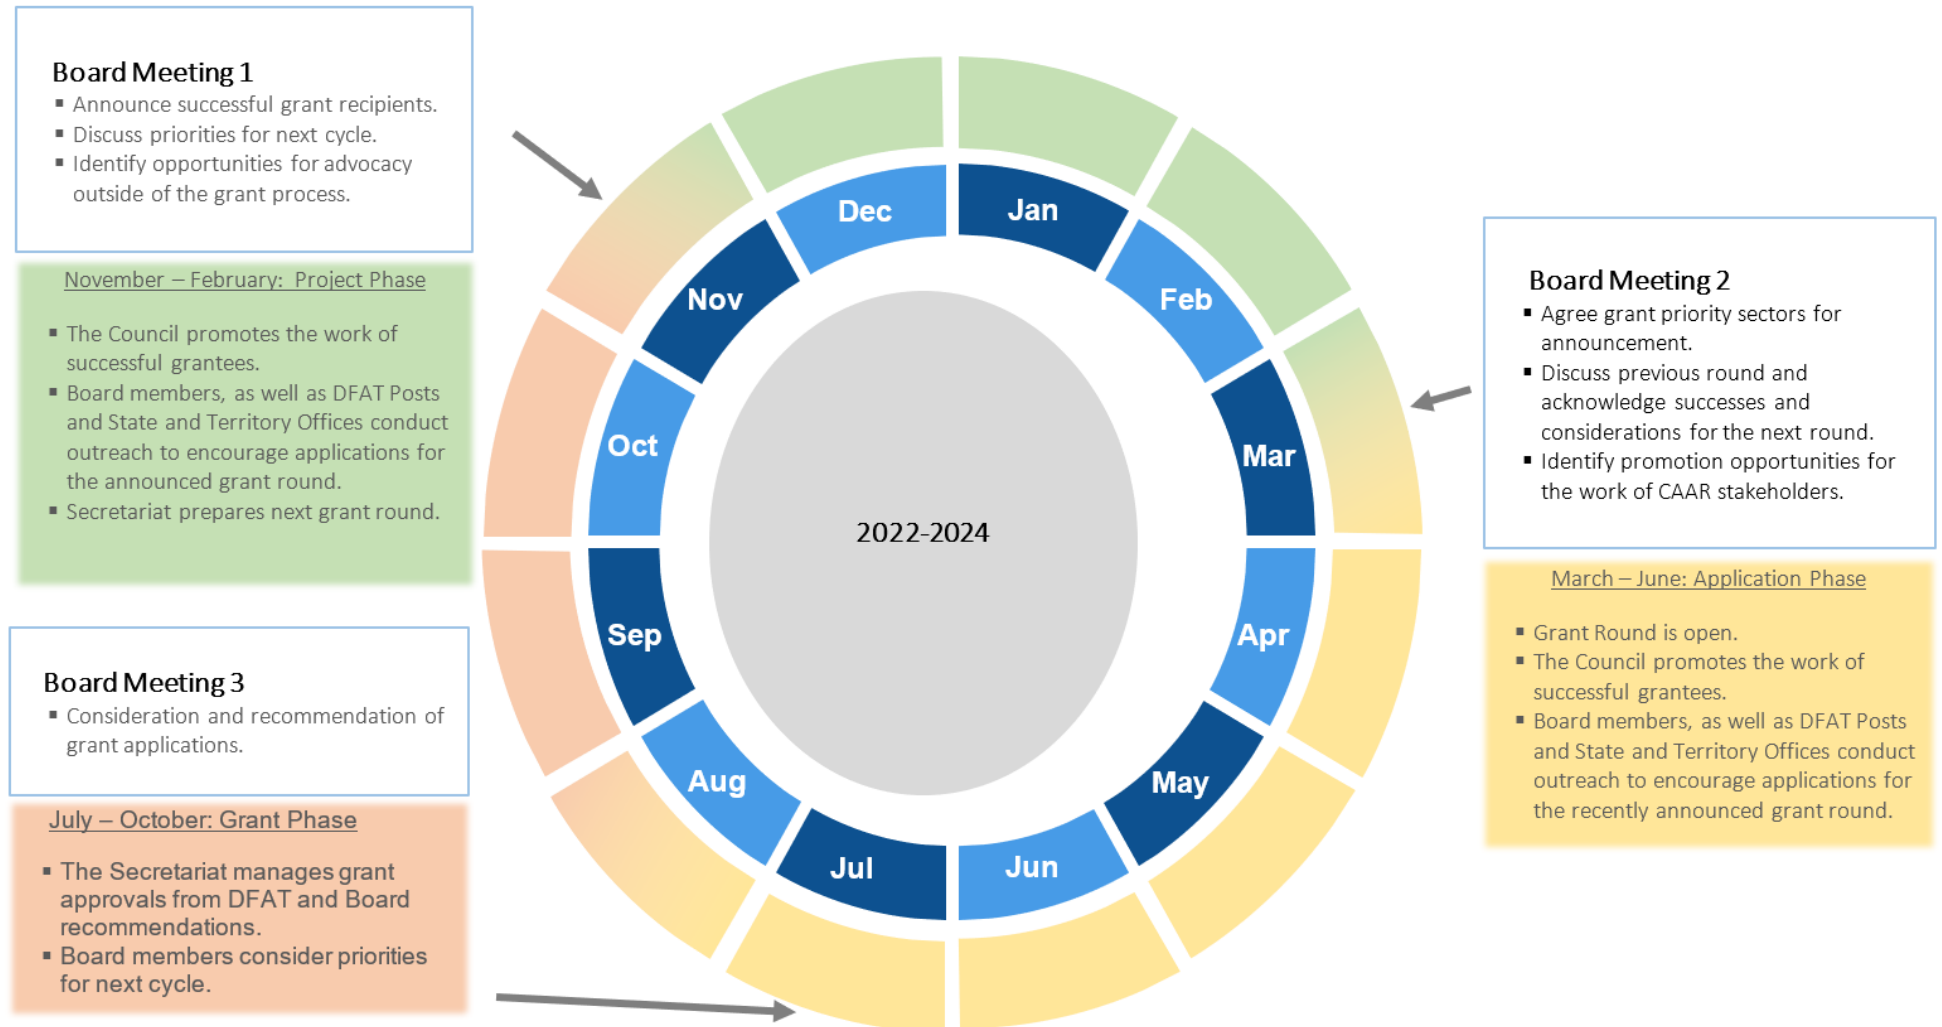 Board Meeting 1
▪ Announce successful grant recipients.
▪ Discuss priorities for next cycle.
▪ Identify opportunities for advocacy
outside of the grant process.
November – February: Project Phase
▪ The Council promotes the work of
successful grantees.
▪ Board members, as well as DFAT Posts
and State and Territory Offices conduct
outreach to encourage applications for
the announced grant round.
▪ Secretariat prepares next grant round.
Board Meeting 3
▪ Consideration and recommendation of
grant applications.
July – October: Grant Phase
▪ The Secretariat manages grant
approvals from DFAT and Board
recommendations.
▪ Board members consider priorities
for next cycle.
Jan
Feb
Mar
Apr
May
Jun
Jul
Aug
Sep
Oct
Nov
Dec
2022-2024
Board Meeting 2
▪ Agree grant priority sectors for
announcement.
▪ Discuss previous round and
acknowledge successes and
considerations for the next round.
▪ Identify promotion opportunities for
the work of CAAR stakeholders.
March – June: Application Phase
▪ Grant Round is open.
▪ The Council promotes the work of
successful grantees.
▪ Board members, as well as DFAT Posts
and State and Territory Offices conduct
outreach to encourage applications for
the recently announced grant round.